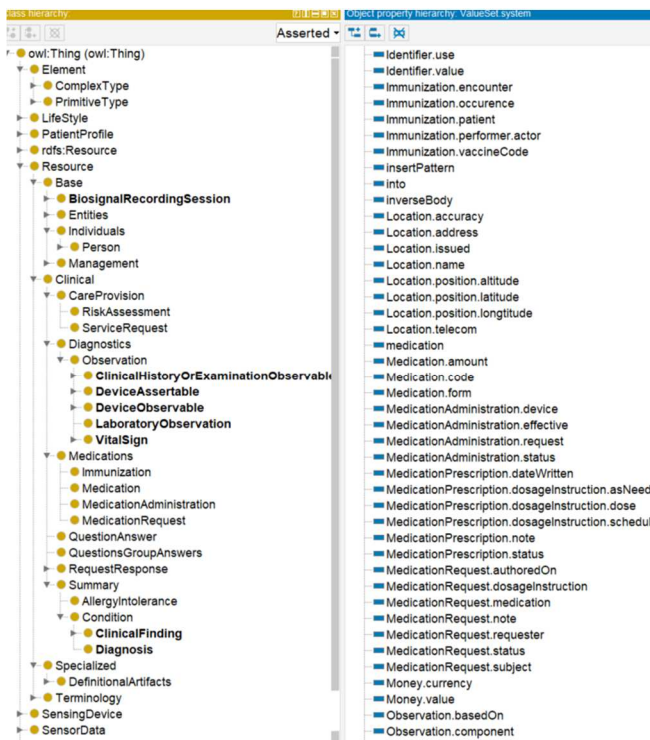 Class hierarchy
Asserted
owl:Thing (owl:Thing)
Element
ComplexType
PrimitiveType
LifeStyle
PatientProfile
rdfs:Resource
Resource
Base
BiosignalRecordingSession
Entities
Individuals
Person
Management
Clinical
CareProvision
RiskAssessment
ServiceRequest
Diagnostics
Observation
ClinicalHistoryOrExaminationObservable
DeviceAssertable
DeviceObservable
LaboratoryObservation
VitalSign
Medications
Immunization
Medication
MedicationAdministration
MedicationRequest
QuestionAnswer
QuestionsGroupAnswers
RequestResponse
Summary
AllergyIntolerance
Condition
ClinicalFinding
Diagnosis
Specialized
DefinitionalArtifacts
Terminology
SensingDevice
SensorData
Object property hierarchy: ValueSet.system
Identifier.use
Identifier.value
Immunization.encounter
Immunization.occurence
Immunization.patient
Immunization.performer.actor
Immunization.vaccineCode
insertPattern
into
inverseBody
Location.accuracy
Location.address
Location.issued
Location.name
Location.position.altitude
Location.position.latitude
Location.position.longtitude
Location.telecom
medication
Medication.amount
Medication.code
Medication.form
MedicationAdministration.device
MedicationAdministration.effective
MedicationAdministration.request
MedicationAdministration.status
MedicationPrescription.dateWritten
MedicationPrescription.dosageInstruction.asNeed
MedicationPrescription.dosageInstruction.dose
MedicationPrescription.dosageInstruction.schedul
MedicationPrescription.note
MedicationPrescription.status
MedicationRequest.authoredOn
MedicationRequest.dosageInstruction
MedicationRequest.medication
MedicationRequest.note
MedicationRequest.requester
MedicationRequest.status
MedicationRequest.subject
Money.currency
Money.value
Observation.basedOn
Observation.component